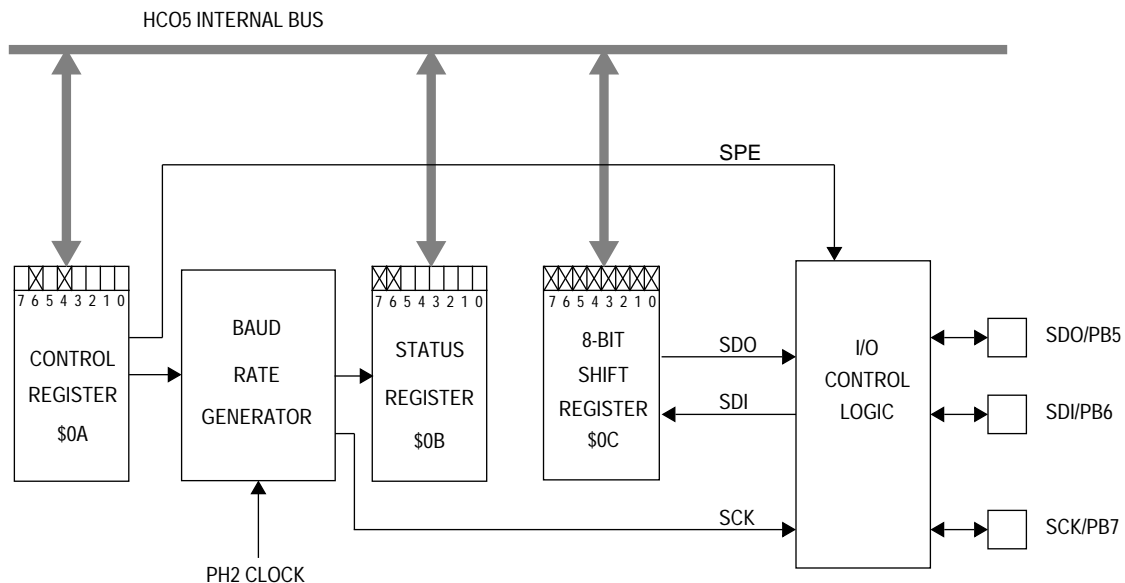 HCO5 INTERNAL BUS
SPE
7 6 5 4 3 2 1 0
CONTROL
REGISTER
$0A
BAUD
RATE
GENERATOR
7 6 5 4 3 2 1 0
STATUS
REGISTER
$0B
7 6 5 4 3 2 1 0
8-BIT
SHIFT
REGISTER
$0C
SDO
SDI
SCK
I/O
CONTROL
LOGIC
SDO/PB5
SDI/PB6
SCK/PB7
PH2 CLOCK